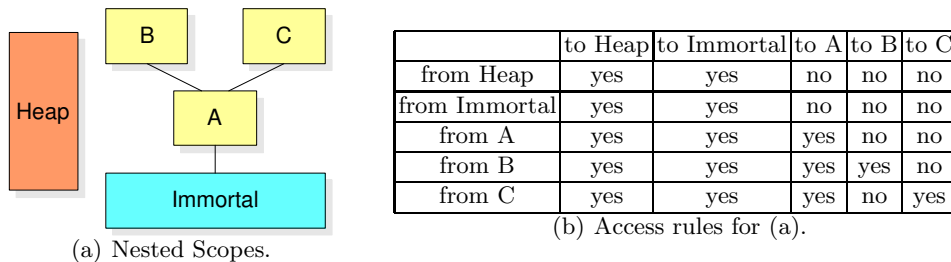 B C
Heap
A
Immortal
(a) Nested Scopes.
to Heap to Immortal to A to B to C
from Heap yes yes no no no
from Immortal yes yes no no no
from A yes yes yes no no
from B yes yes yes yes no
from C yes yes yes no yes
(b) Access rules for (a).